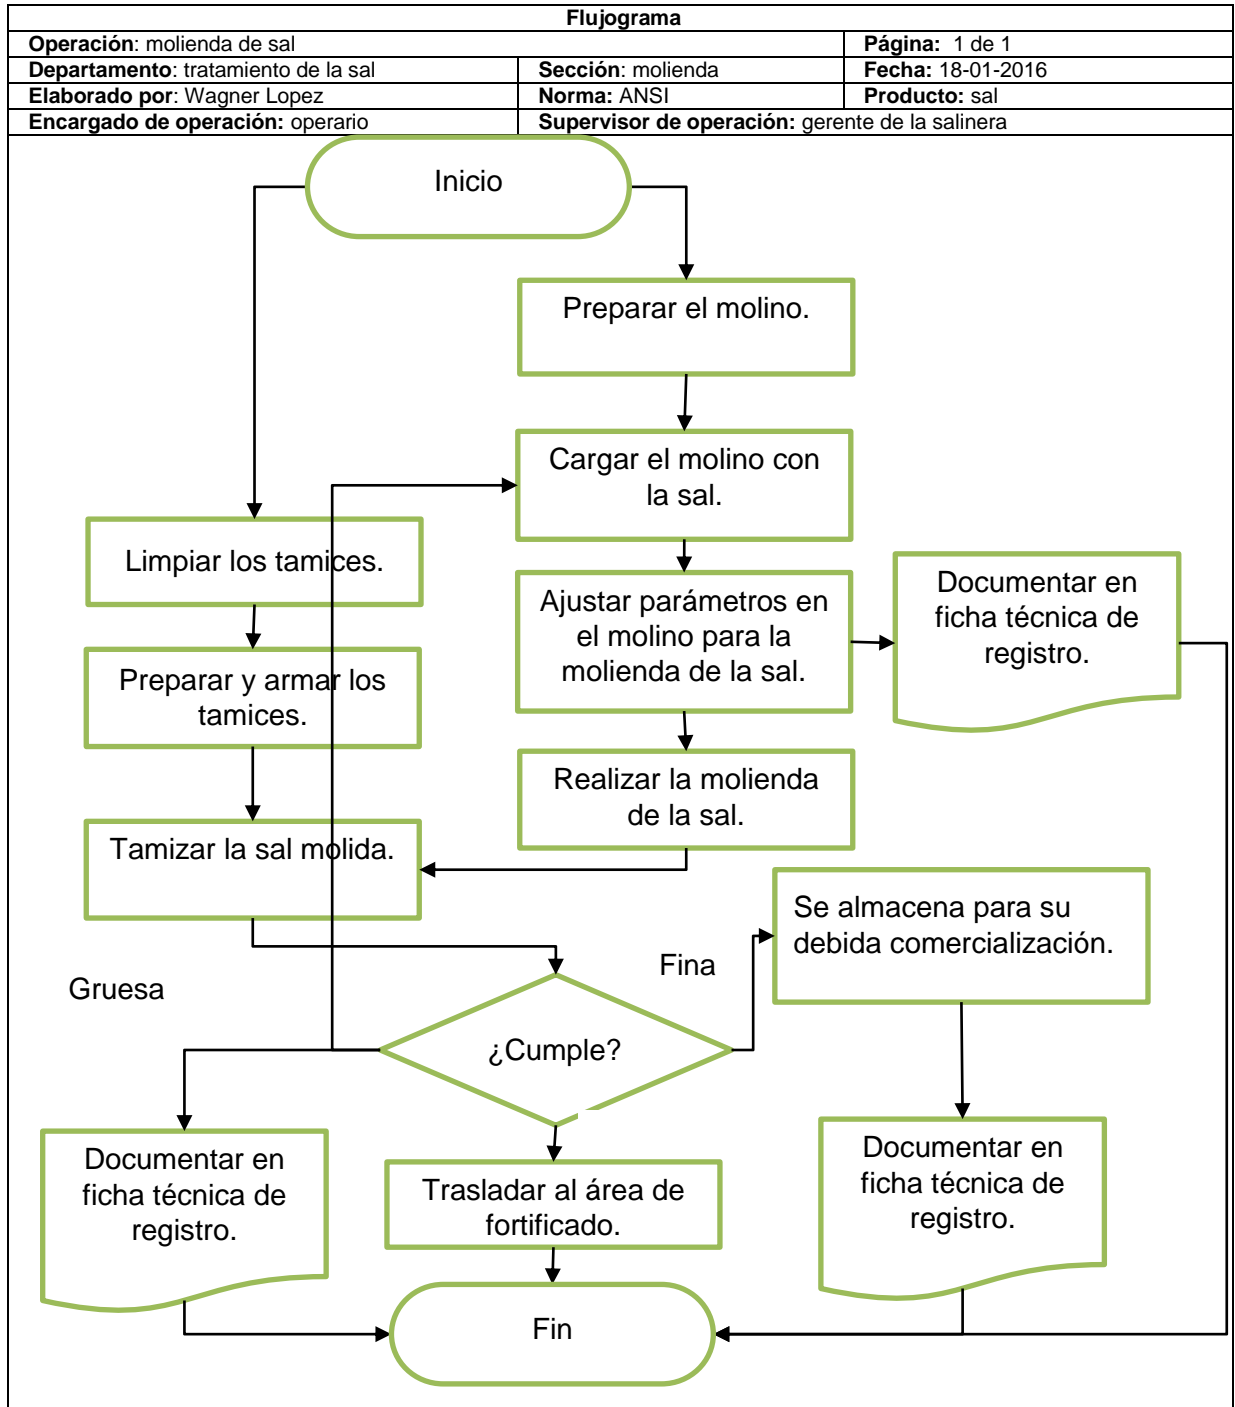 Flujograma
Operación: molienda de sal
Página: 1 de 1
Departamento: tratamiento de la sal
Sección: molienda
Fecha: 18-01-2016
Elaborado por: Wagner Lopez
Norma: ANSI
Producto: sal
Encargado de operación: operario
Supervisor de operación: gerente de la salinera
Inicio
Preparar el molino.
Cargar el molino con
la sal.
Limpiar los tamices.
Ajustar parámetros en
el molino para la
molienda de la sal.
Documentar en
ficha técnica de
registro.
Preparar y armar los
tamices.
Realizar la molienda
de la sal.
Tamizar la sal molida.
Se almacena para su
debida comercialización.
Fina
Gruesa
¿Cumple?
Documentar en
ficha técnica de
registro.
Trasladar al área de
fortificado.
Documentar en
ficha técnica de
registro.
Fin